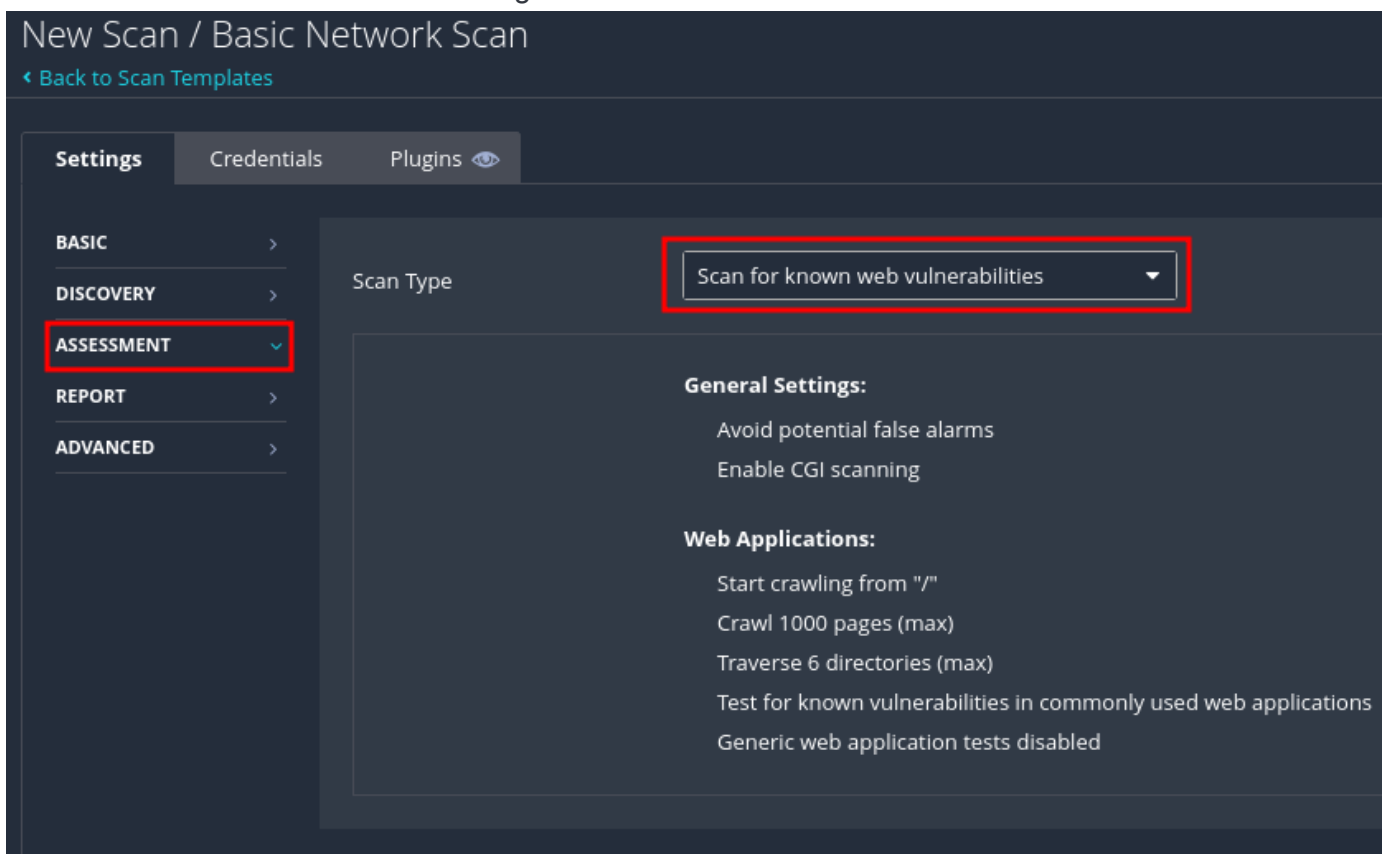 New Scan / Basic Network Scan
Back to Scan Templates
Settings Credentials Plugins
BASIC
DISCOVERY
ASSESSMENT
REPORT
ADVANCED
Scan Type Scan for known web vulnerabilities
General Settings:
Avoid potential false alarms
Enable CGI scanning
Web Applications:
Start crawling from "/"
Crawl 1000 pages (max)
Traverse 6 directories (max)
Test for known vulnerabilities in commonly used web applications
Generic web application tests disabled